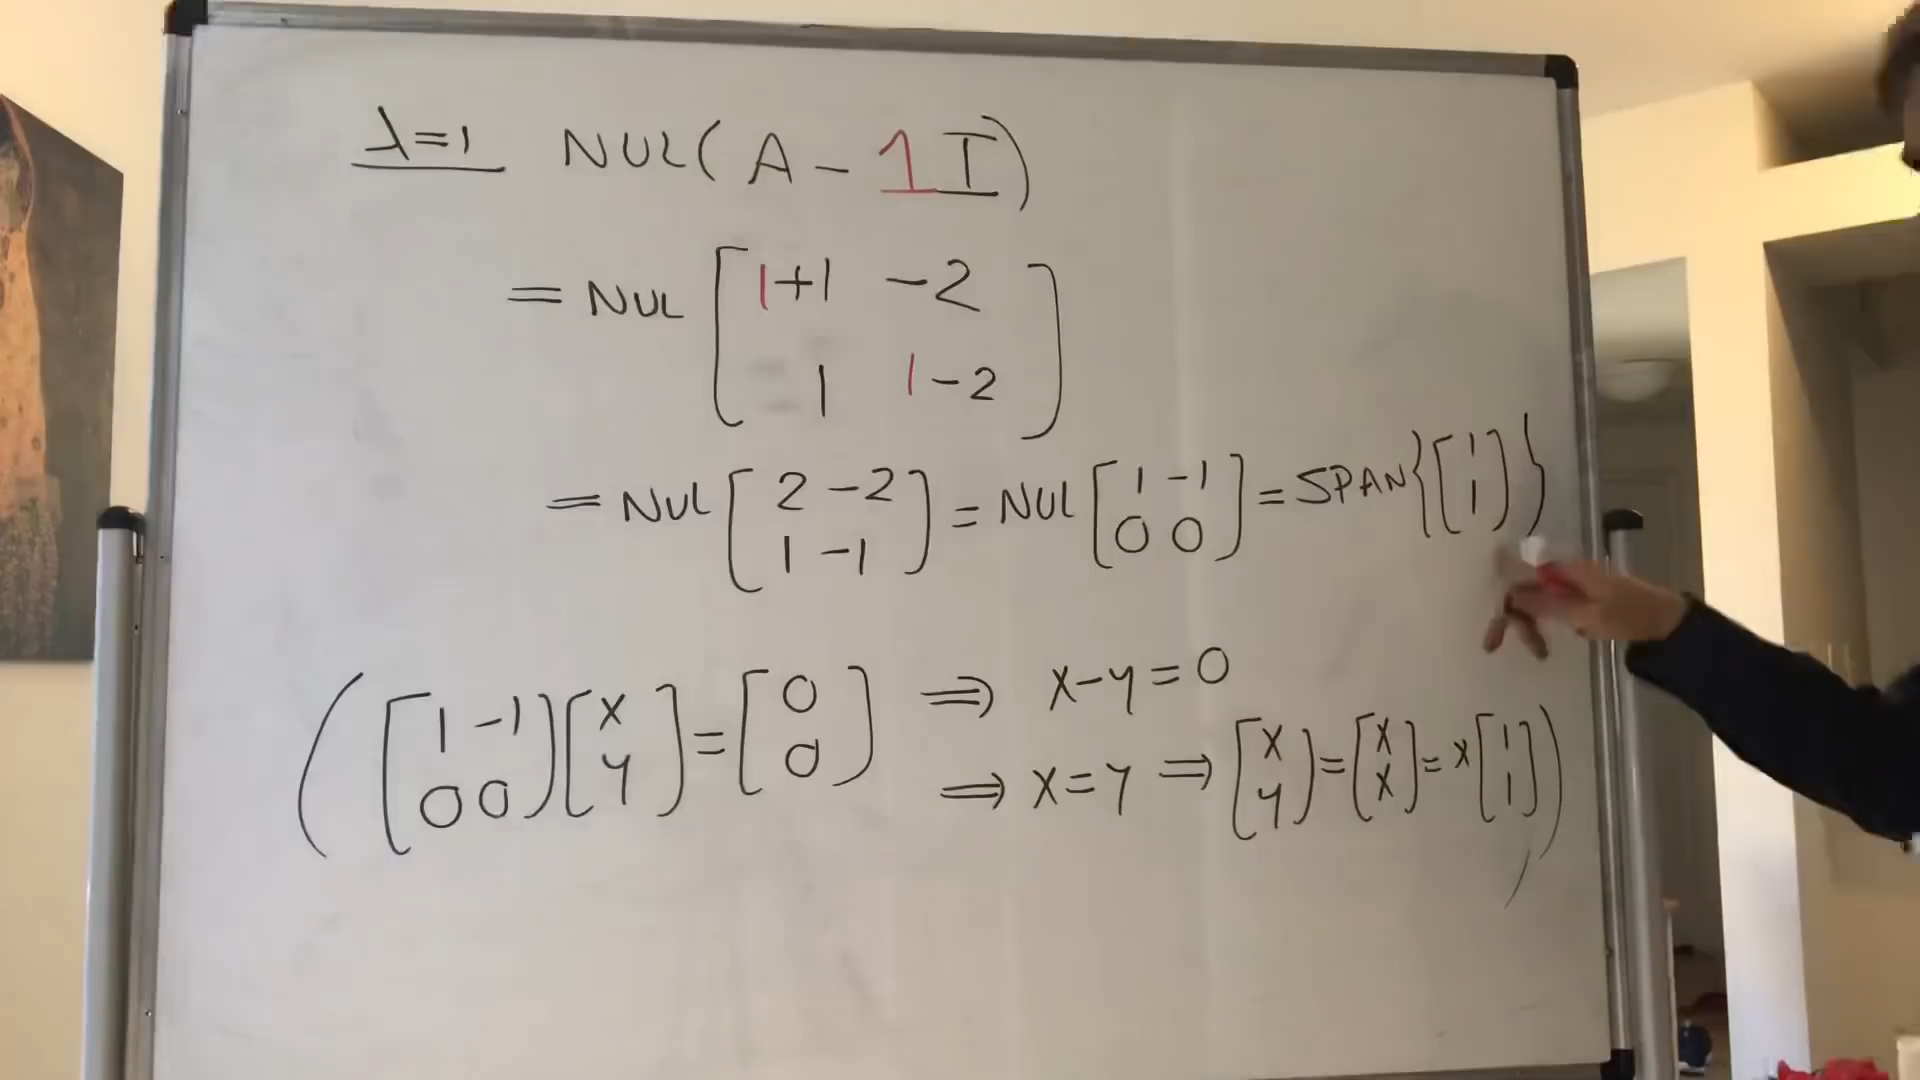 λ=1 NUL(A-1I)
= NUL [1+1 -2
1 1-2]
= NUL [2 -2 = NUL [1 -1 = SPAN{[1
1 -1] 0 0] 1]}
([1 -1 [x = [0 ⟹ x-y=0
0 0] y] 0] ⟹ x=y ⟹ [x = [x = x[1
y] x] 1])